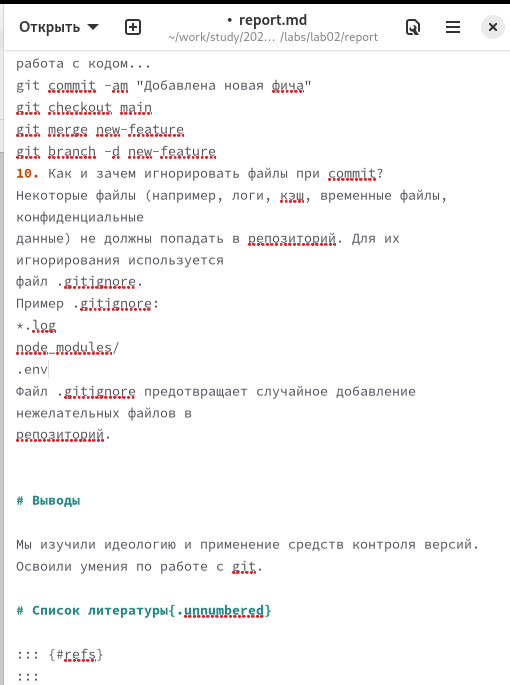 Открыть
• report.md
~/work/study/202... /labs/lab02/report
работа с кодом...
git commit -am "Добавлена новая фича"
git checkout main
git merge new-feature
git branch -d new-feature
10. Как и зачем игнорировать файлы при commit?
Некоторые файлы (например, логи, кэш, временные файлы,
конфиденциальные
данные) не должны попадать в репозиторий. Для их
игнорирования используется
файл .gitignore.
Пример .gitignore:
*.log
node_modules/
.env
Файл .gitignore предотвращает случайное добавление
нежелательных файлов в
репозиторий.
# Выводы
Мы изучили идеологию и применение средств контроля версий.
Освоили умения по работе с git.
# Список литературы{.unnumbered}
::: {#refs}
:::